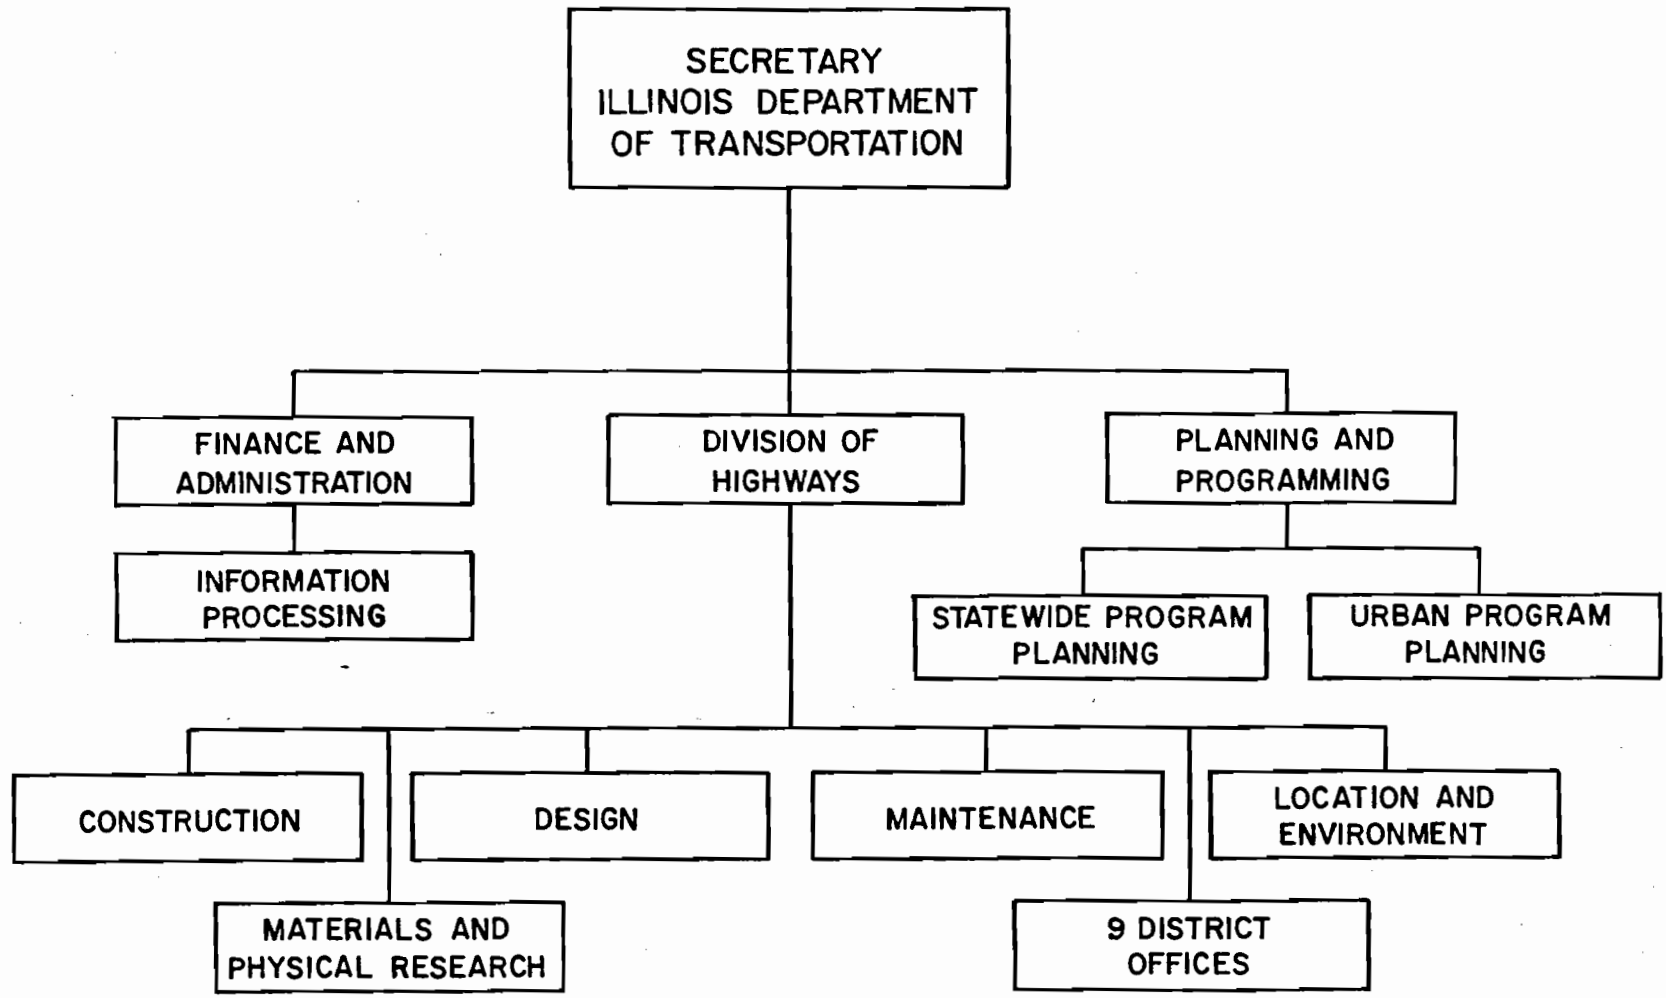 SECRETARY
ILLINOIS DEPARTMENT
OF TRANSPORTATION
FINANCE AND
ADMINISTRATION
DIVISION OF
HIGHWAYS
PLANNING AND
PROGRAMMING
INFORMATION
PROCESSING
STATEWIDE PROGRAM
PLANNING
URBAN PROGRAM
PLANNING
CONSTRUCTION
DESIGN
MAINTENANCE
LOCATION AND
ENVIRONMENT
MATERIALS AND
PHYSICAL RESEARCH
9 DISTRICT
OFFICES